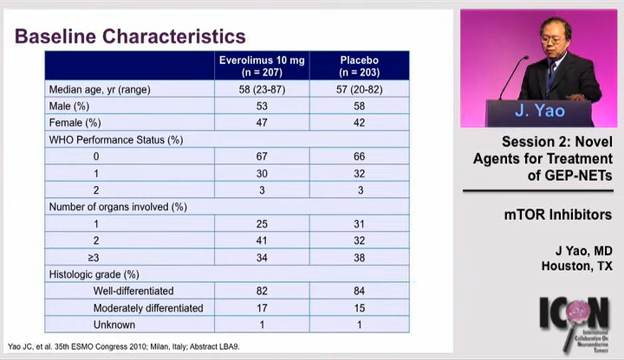 Baseline Characteristics
Everolimus 10 mg Placebo
(n = 207) (n = 203)
Median age, yr (range) 58 (23-87) 57 (20-82)
Male (%) 53 58
Female (%) 47 42
WHO Performance Status (%)
0 67 66
1 30 32
2 3 3
Number of organs involved (%)
1 25 31
2 41 32
≥3 34 38
Histologic grade (%)
Well-differentiated 82 84
Moderately differentiated 17 15
Unknown 1 1
Yao JC, et al. 35th ESMO Congress 2010; Milan, Italy; Abstract LBA9.
J. Yao
Session 2: Novel
Agents for Treatment
of GEP-NETs
mTOR Inhibitors
J Yao, MD
Houston, TX
ICON
International
Collaboration On
Neuroendocrine
Tumors